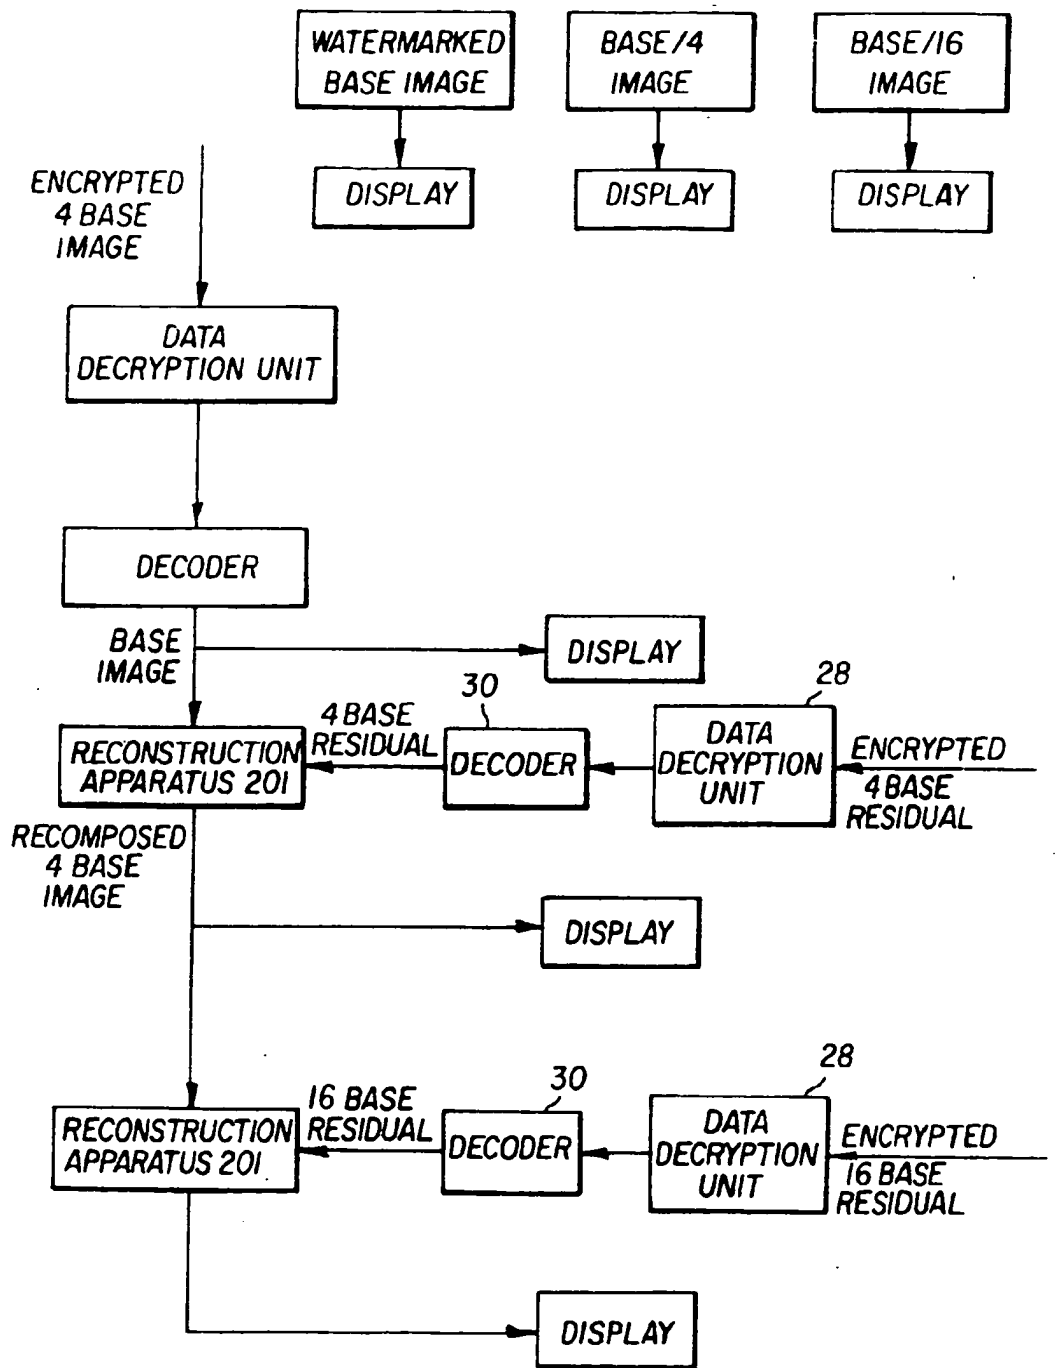 WATERMARKED
BASE IMAGE
BASE/4
IMAGE
BASE/16
IMAGE
DISPLAY
DISPLAY
DISPLAY
ENCRYPTED
4 BASE
IMAGE
DATA
DECRYPTION UNIT
DECODER
BASE
IMAGE
DISPLAY
RECONSTRUCTION
APPARATUS 201
4 BASE
RESIDUAL
30
DECODER
28
DATA
DECRYPTION
UNIT
ENCRYPTED
4 BASE
RESIDUAL
RECOMPOSED
4 BASE
IMAGE
DISPLAY
RECONSTRUCTION
APPARATUS 201
16 BASE
RESIDUAL
30
DECODER
28
DATA
DECRYPTION
UNIT
ENCRYPTED
16 BASE
RESIDUAL
DISPLAY